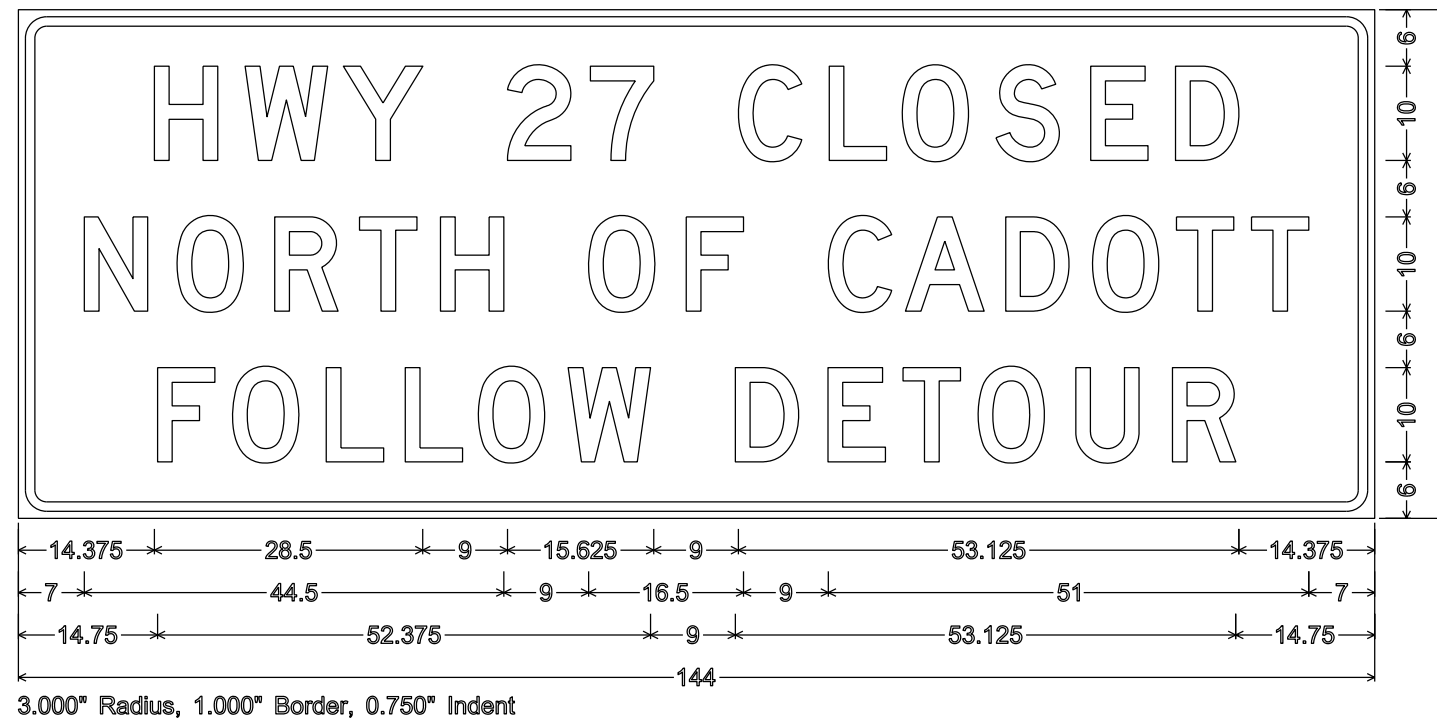 HWY 27 CLOSED
NORTH OF CADOTT
FOLLOW DETOUR
6
10
6
10
6
10
6
14.375 28.5 9 15.625 9 53.125 14.375
7 44.5 9 16.5 9 51 7
14.75 52.375 9 53.125 14.75
144
3.000" Radius, 1.000" Border, 0.750" Indent